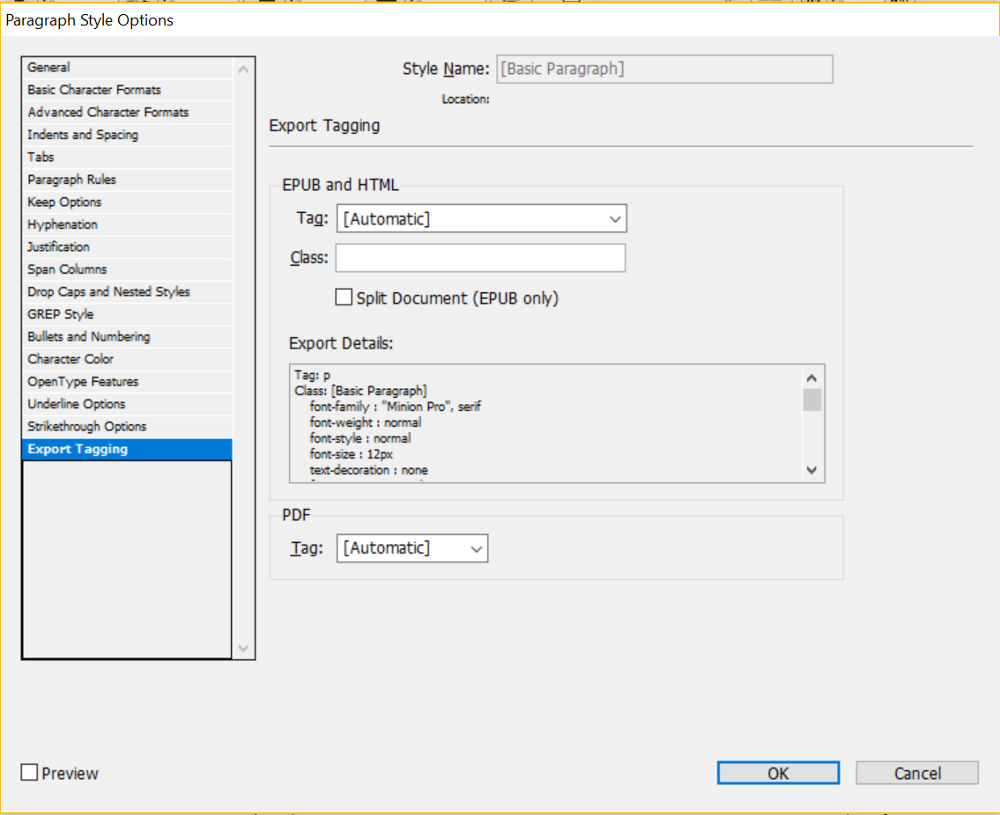 Paragraph Style Options
General
Basic Character Formats
Advanced Character Formats
Indents and Spacing
Tabs
Paragraph Rules
Keep Options
Hyphenation
Justification
Span Columns
Drop Caps and Nested Styles
GREP Style
Bullets and Numbering
Character Color
OpenType Features
Underline Options
Strikethrough Options
Export Tagging
Style Name: [Basic Paragraph]
Location:
Export Tagging
EPUB and HTML
Tag: [Automatic]
Class:
Split Document (EPUB only)
Export Details:
Tag: p
Class: [Basic Paragraph]
font-family : "Minion Pro", serif
font-weight : normal
font-style : normal
font-size : 12px
text-decoration : none
PDF
Tag: [Automatic]
Preview
OK
Cancel